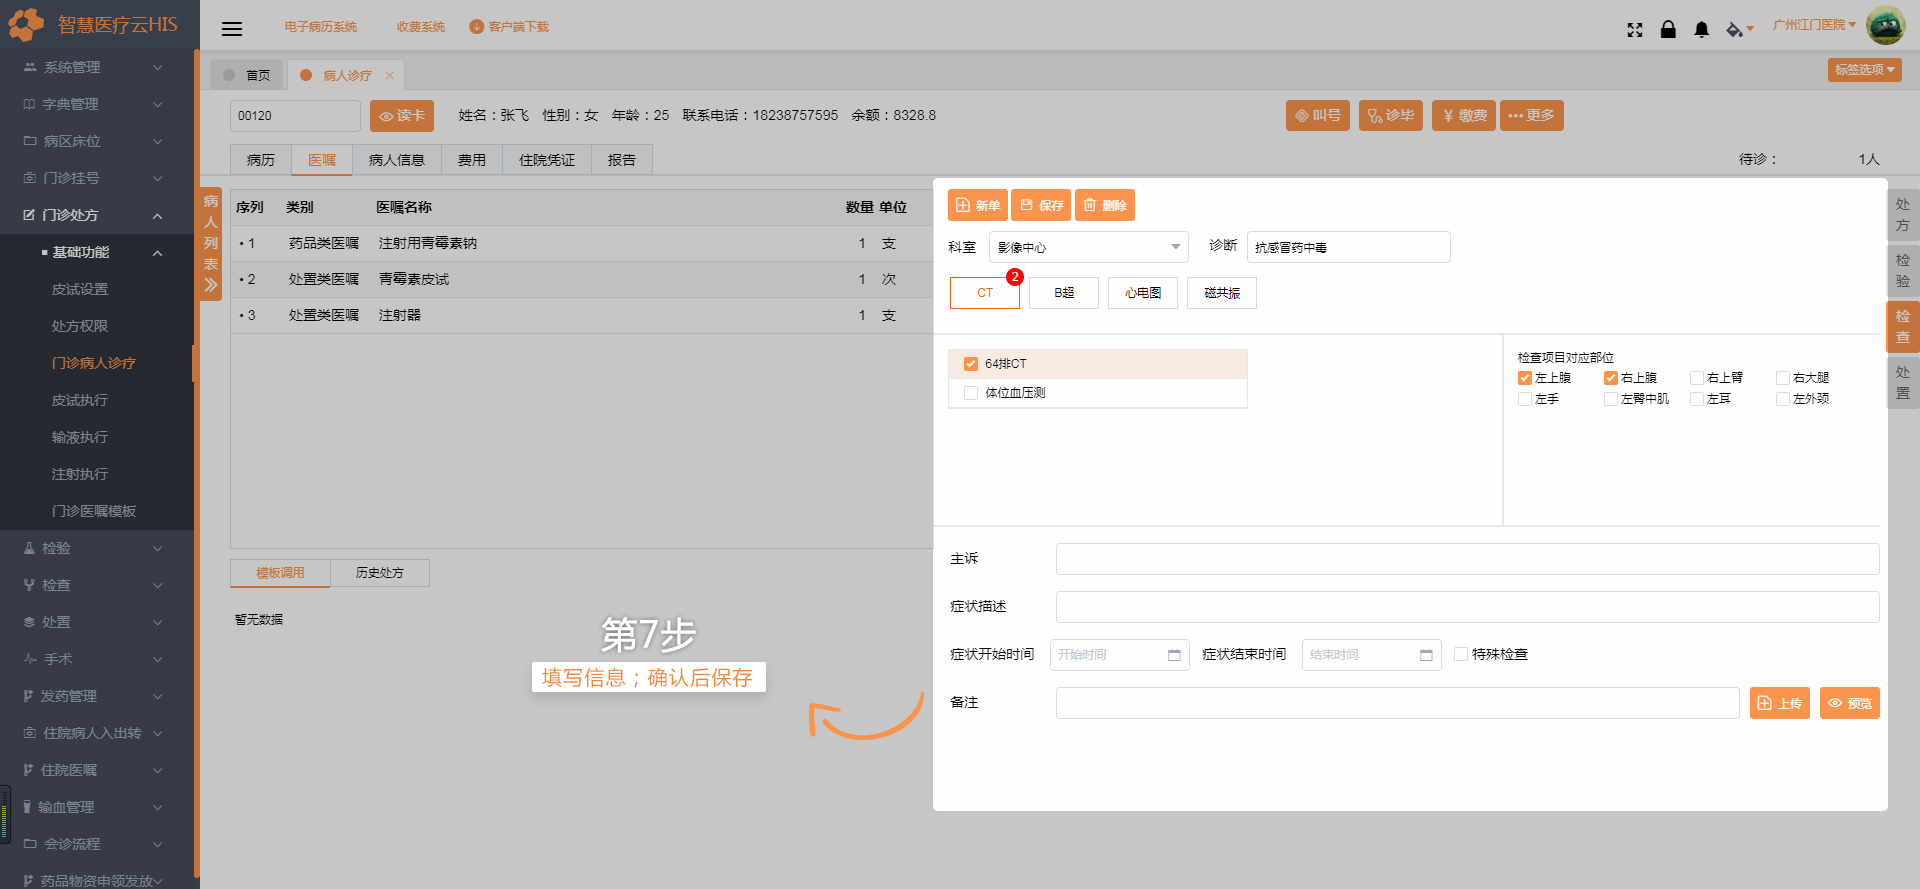 智慧医疗云HIS
电子病历系统 收费系统 客户端下载
广州江门医院
首页 病人诊疗 ×
标签选项
系统管理
字典管理
病区床位
门诊挂号
门诊处方
基础功能
皮试设置
处方权限
门诊病人诊疗
皮试执行
输液执行
注射执行
门诊医嘱模板
检验
检查
处置
手术
发药管理
住院病人入出转
住院医嘱
输血管理
会诊流程
药品物资申领发放
00120 读卡 姓名：张飞 性别：女 年龄：25 联系电话：18238757595 余额：8328.8
叫号 诊毕 ¥ 缴费 更多
病历 医嘱 病人信息 费用 住院凭证 报告
待诊： 1人
病人列表
序列 类别 医嘱名称 数量 单位
• 1 药品类医嘱 注射用青霉素钠 1 支
• 2 处置类医嘱 青霉素皮试 1 次
• 3 处置类医嘱 注射器 1 支
模板调用 历史处方
暂无数据
第7步
填写信息；确认后保存
新单 保存 删除
科室 影像中心 诊断 抗感冒药中毒
CT 2 B超 心电图 磁共振
64排CT
体位血压测
检查项目对应部位
左上腹 右上腹 右上臂 右大腿
左手 左臂中肌 左耳 左外颈
主诉
症状描述
症状开始时间 开始时间 症状结束时间 结束时间 特殊检查
备注 上传 预览
处方
检验
检查
处置